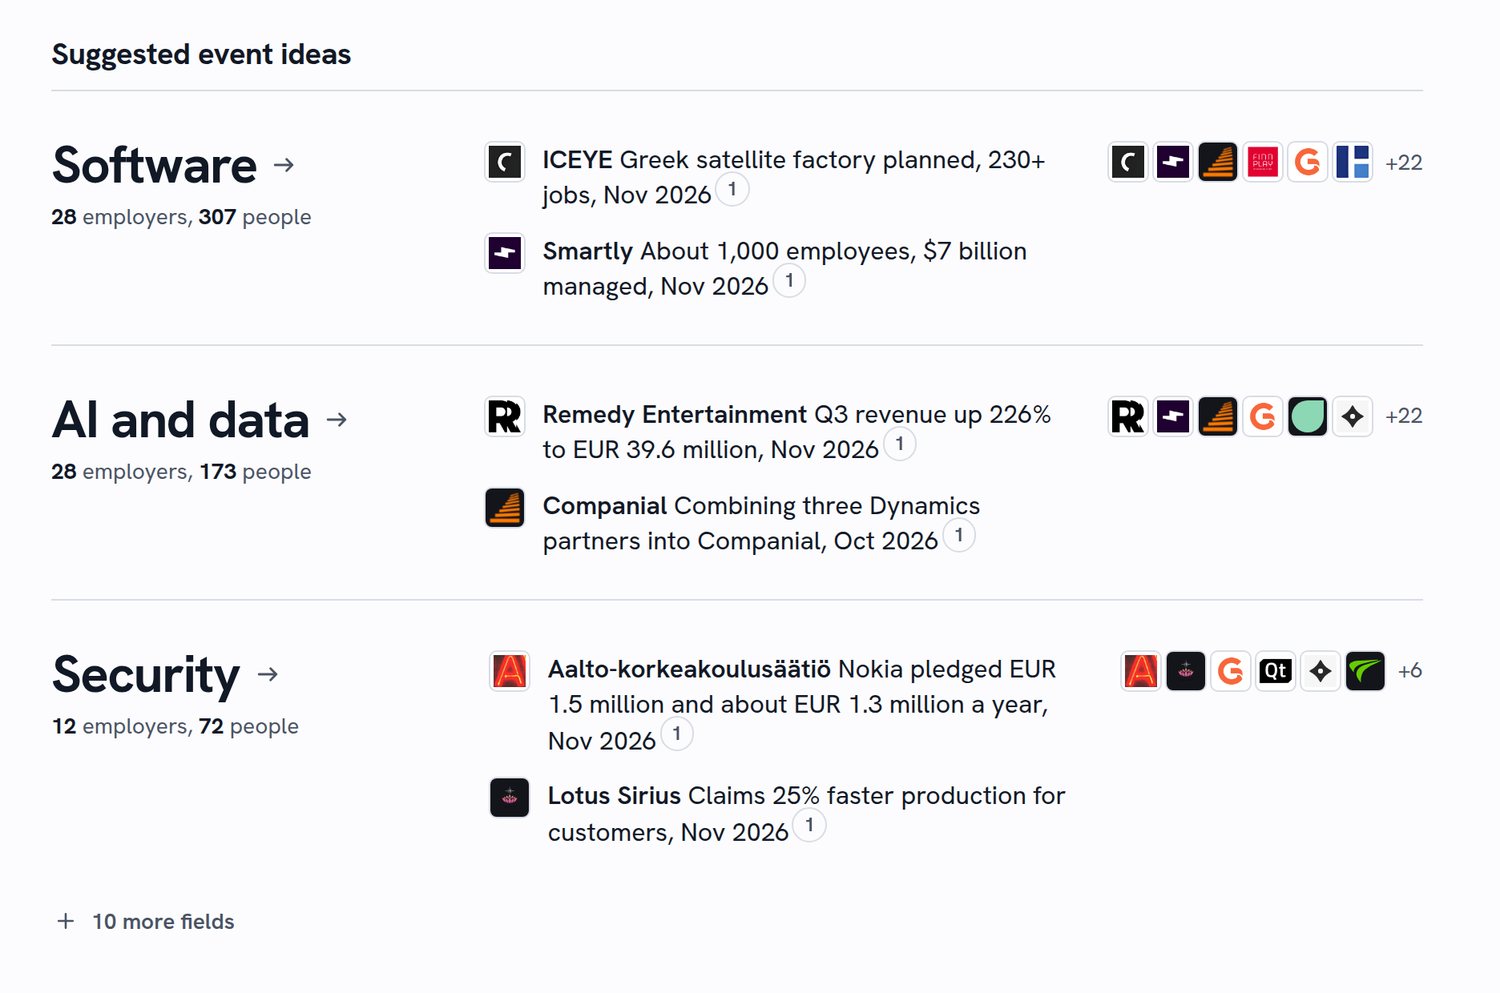 Suggested event ideas
Software →
28 employers, 307 people
ICEYE Greek satellite factory planned, 230+
jobs, Nov 2026 1
Smartly About 1,000 employees, $7 billion
managed, Nov 2026 1
FINN
PLAY
+22
AI and data →
28 employers, 173 people
Remedy Entertainment Q3 revenue up 226%
to EUR 39.6 million, Nov 2026 1
Companial Combining three Dynamics
partners into Companial, Oct 2026 1
+22
Security →
12 employers, 72 people
Aalto-korkeakoulusäätiö Nokia pledged EUR
1.5 million and about EUR 1.3 million a year,
Nov 2026 1
Lotus Sirius Claims 25% faster production for
customers, Nov 2026 1
A
G
Qt
+6
+ 10 more fields